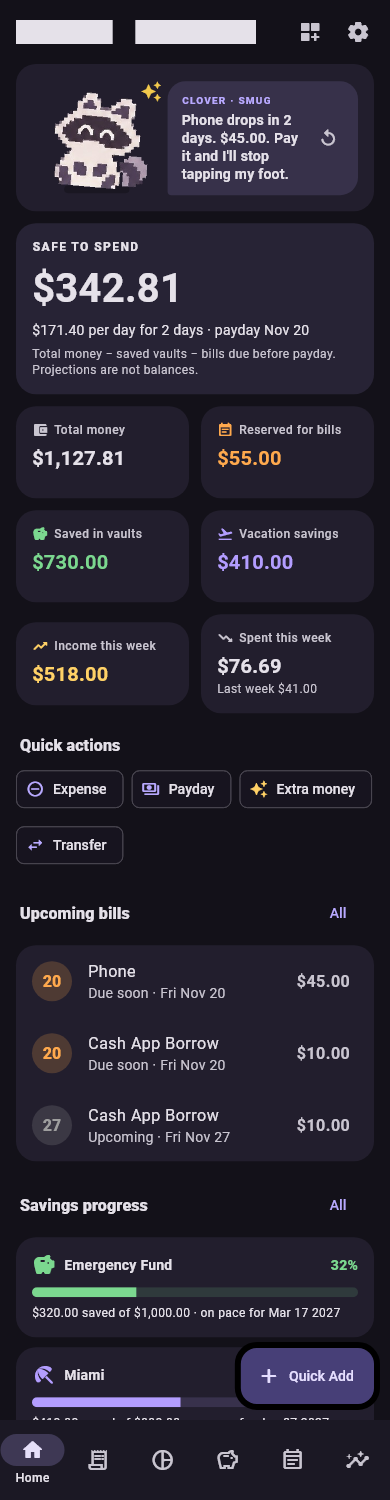 CLOVER · SMUG
Phone drops in 2
days. $45.00. Pay
it and I'll stop
tapping my foot.
SAFE TO SPEND
$342.81
$171.40 per day for 2 days · payday Nov 20
Total money − saved vaults − bills due before payday.
Projections are not balances.
Total money
$1,127.81
Reserved for bills
$55.00
Saved in vaults
$730.00
Vacation savings
$410.00
Income this week
$518.00
Spent this week
$76.69
Last week $41.00
Quick actions
Expense
Payday
Extra money
Transfer
Upcoming bills
All
20
Phone
Due soon · Fri Nov 20
$45.00
20
Cash App Borrow
Due soon · Fri Nov 20
$10.00
27
Cash App Borrow
Upcoming · Fri Nov 27
$10.00
Savings progress
All
Emergency Fund
32%
$320.00 saved of $1,000.00 · on pace for Mar 17 2027
Miami
Quick Add
Home